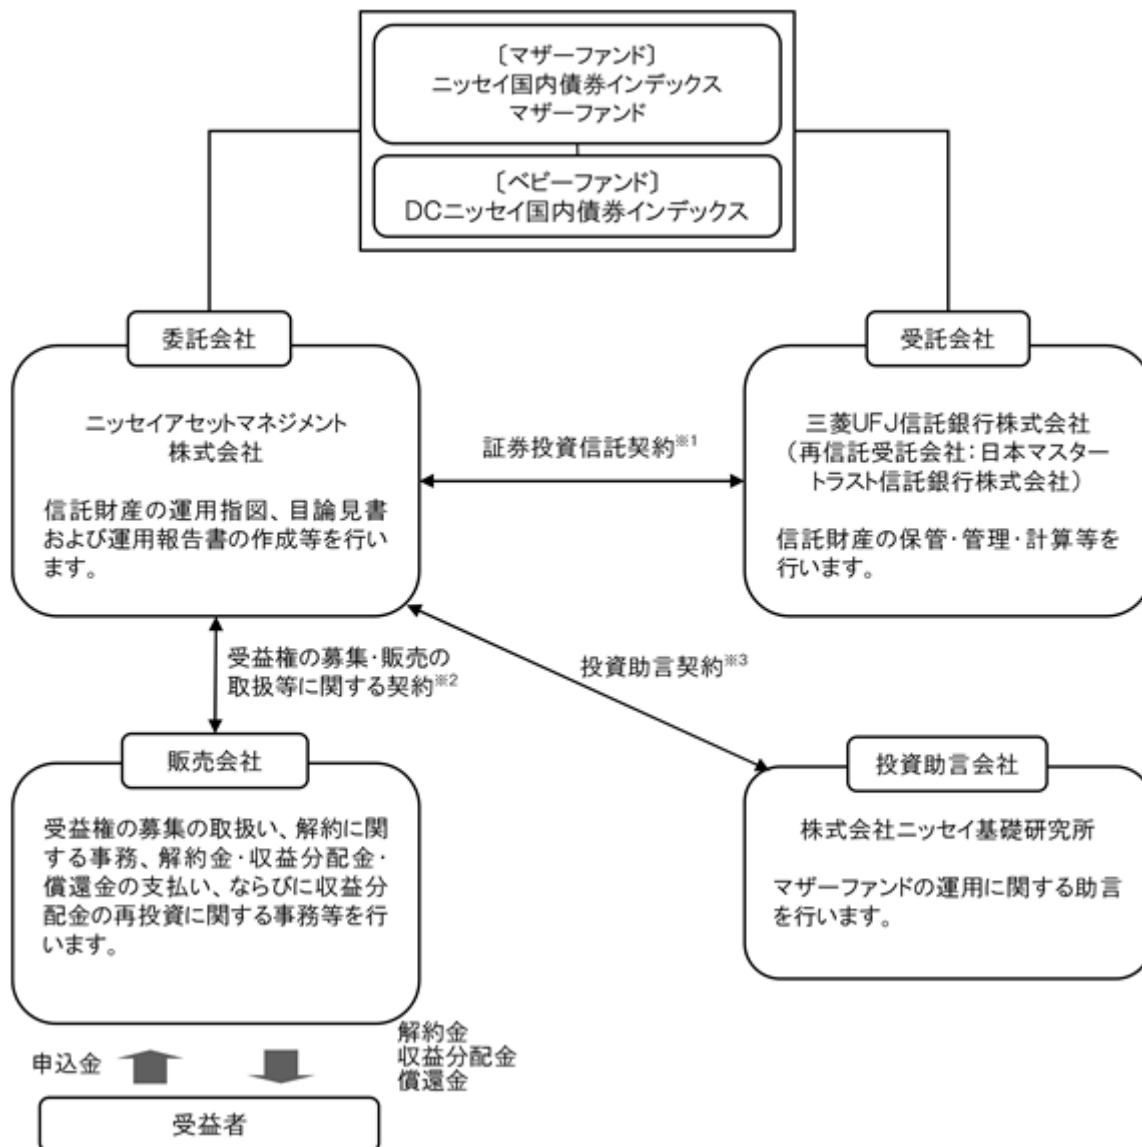 〔マザーファンド〕
ニッセイ国内債券インデックス
マザーファンド
〔ベビーファンド〕
DCニッセイ国内債券インデックス
委託会社
ニッセイアセットマネジメント
株式会社
信託財産の運用指図、目論見書
および運用報告書の作成等を行い
ます。
証券投資信託契約※1
受託会社
三菱UFJ信託銀行株式会社
（再信託受託会社：日本マスター
トラスト信託銀行株式会社）
信託財産の保管・管理・計算等を
行います。
受益権の募集・販売の
取扱等に関する契約※2
投資助言契約※3
販売会社
受益権の募集の取扱い、解約に関
する事務、解約金・収益分配金・
償還金の支払い、ならびに収益分
配金の再投資に関する事務等を行
います。
投資助言会社
株式会社ニッセイ基礎研究所
マザーファンドの運用に関する助言
を行います。
申込金
解約金
収益分配金
償還金
受益者